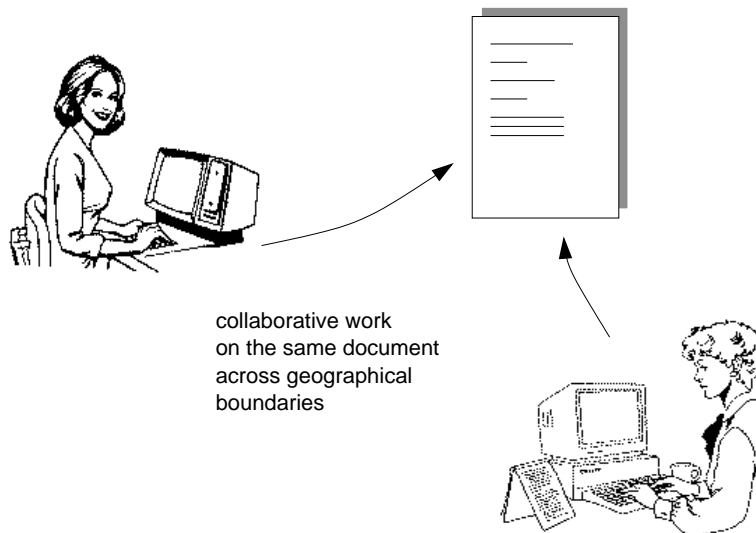 collaborative work
on the same document
across geographical
boundaries